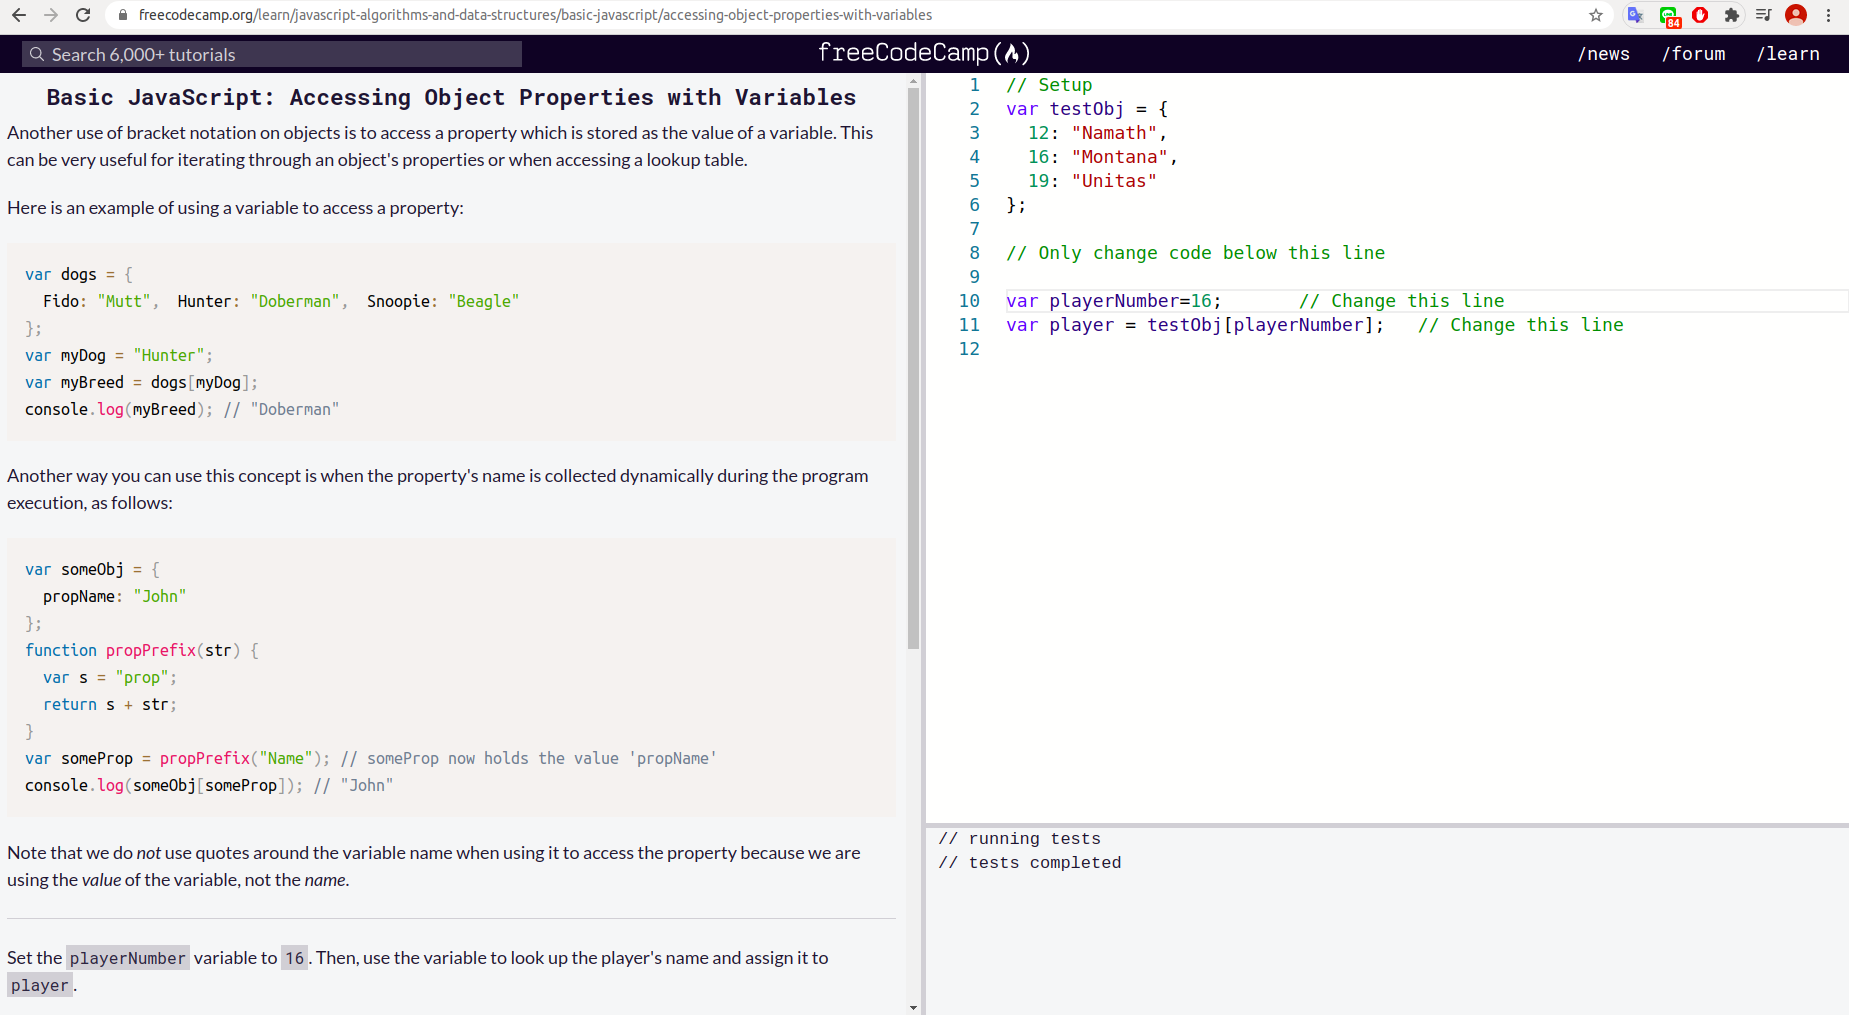 freecodecamp.org/learn/javascript-algorithms-and-data-structures/basic-javascript/accessing-object-properties-with-variables
84
Search 6,000+ tutorials
freeCodeCamp(🔥)
/news /forum /learn
Basic JavaScript: Accessing Object Properties with Variables
Another use of bracket notation on objects is to access a property which is stored as the value of a variable. This
can be very useful for iterating through an object's properties or when accessing a lookup table.
Here is an example of using a variable to access a property:
var dogs = {
  Fido: "Mutt",  Hunter: "Doberman",  Snoopie: "Beagle"
};
var myDog = "Hunter";
var myBreed = dogs[myDog];
console.log(myBreed); // "Doberman"
Another way you can use this concept is when the property's name is collected dynamically during the program
execution, as follows:
var someObj = {
  propName: "John"
};
function propPrefix(str) {
  var s = "prop";
  return s + str;
}
var someProp = propPrefix("Name"); // someProp now holds the value 'propName'
console.log(someObj[someProp]); // "John"
Note that we do not use quotes around the variable name when using it to access the property because we are
using the value of the variable, not the name.
Set the playerNumber variable to 16. Then, use the variable to look up the player's name and assign it to
player.
1 // Setup
2 var testObj = {
3   12: "Namath",
4   16: "Montana",
5   19: "Unitas"
6 };
7
8 // Only change code below this line
9
10 var playerNumber=16;       // Change this line
11 var player = testObj[playerNumber];   // Change this line
12
// running tests
// tests completed